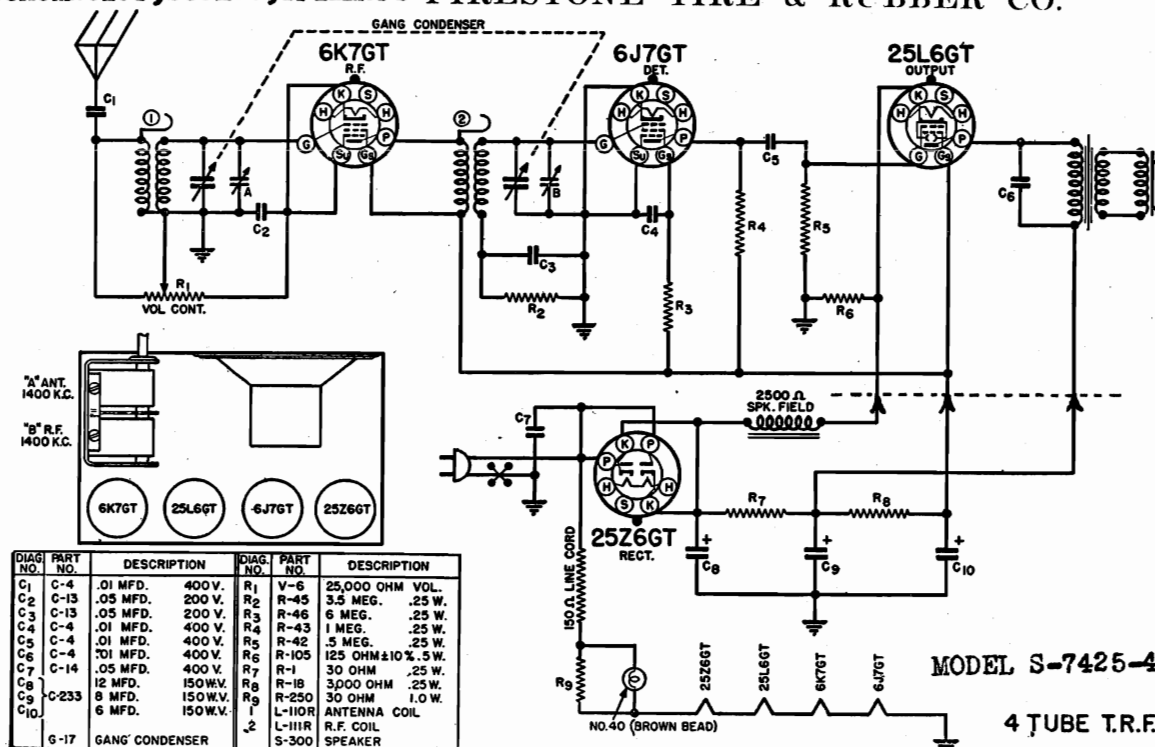 FIRESTONE TIRE & RUBBER CO.
GANG CONDENSER
6K7GT
R.F.
6J7GT
DET.
25L6GT
OUTPUT
K S
H H
P
Su Gs
G
K S
H H
P
Su Gs
G
K S
H H
P
G Gs
C1
1
A
C2
2
B
C3
C4
C5
C6
R1
VOL CONT.
R2
R3
R4
R5
R6
"A" ANT.
1400 K.C.
"B" R.F.
1400 K.C.
6K7GT
25L6GT
6J7GT
25Z6GT
C7
K P
P
H H
S K
25Z6GT
RECT.
2500 Ω
SPK. FIELD
R7
R8
+
C8
+
C9
+
C10
150 Ω LINE CORD
R9
NO.40 (BROWN BEAD)
25Z6GT
25L6GT
6K7GT
6J7GT
MODEL S-7425-4
4 TUBE T.R.F.
DIAG. NO. PART NO. DESCRIPTION DIAG. NO. PART NO. DESCRIPTION
C1 C-4 .01 MFD. 400 V. R1 V-6 25,000 OHM VOL.
C2 C-13 .05 MFD. 200 V. R2 R-45 3.5 MEG. .25 W.
C3 C-13 .05 MFD. 200 V. R3 R-46 6 MEG. .25 W.
C4 C-4 .01 MFD. 400 V. R4 R-43 1 MEG. .25 W.
C5 C-4 .01 MFD. 400 V. R5 R-42 .5 MEG. .25 W.
C6 C-4 .01 MFD. 400 V. R6 R-105 125 OHM±10% .5 W.
C7 C-14 .05 MFD. 400 V. R7 R-1 30 OHM .25 W.
C8 12 MFD. 150 W.V. R8 R-18 3,000 OHM .25 W.
C9 C-233 8 MFD. 150 W.V. R9 R-250 30 OHM 1.0 W.
C10 6 MFD. 150 W.V. 1 L-110R ANTENNA COIL
2 L-111R R.F. COIL
G-17 GANG CONDENSER S-300 SPEAKER